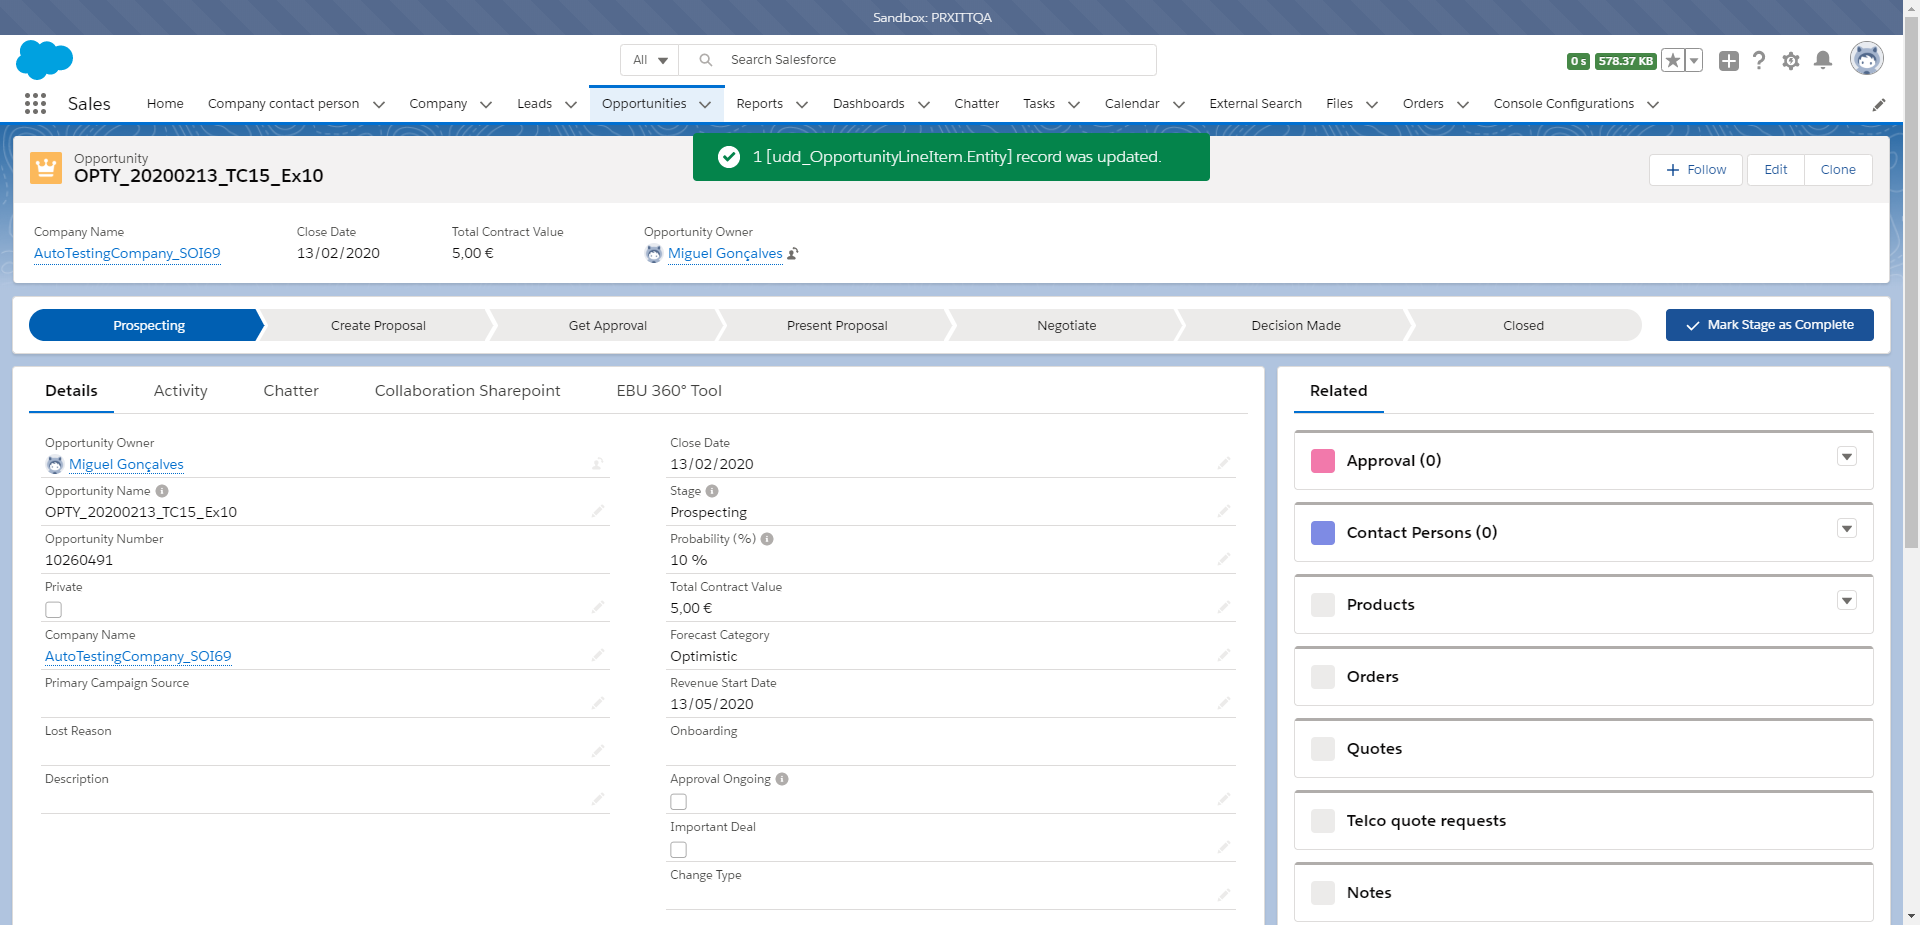 Sandbox: PRXITTQA
All
Search Salesforce
0 s
578.37 KB
Sales
Home
Company contact person
Company
Leads
Opportunities
Reports
Dashboards
Chatter
Tasks
Calendar
External Search
Files
Orders
Console Configurations
1 [udd_OpportunityLineItem.Entity] record was updated.
Opportunity
OPTY_20200213_TC15_Ex10
Follow
Edit
Clone
Company Name
AutoTestingCompany_SOI69
Close Date
13/02/2020
Total Contract Value
5,00 €
Opportunity Owner
Miguel Gonçalves
Prospecting
Create Proposal
Get Approval
Present Proposal
Negotiate
Decision Made
Closed
Mark Stage as Complete
Details
Activity
Chatter
Collaboration Sharepoint
EBU 360° Tool
Opportunity Owner
Miguel Gonçalves
Opportunity Name
OPTY_20200213_TC15_Ex10
Opportunity Number
10260491
Private
Company Name
AutoTestingCompany_SOI69
Primary Campaign Source
Lost Reason
Description
Close Date
13/02/2020
Stage
Prospecting
Probability (%)
10 %
Total Contract Value
5,00 €
Forecast Category
Optimistic
Revenue Start Date
13/05/2020
Onboarding
Approval Ongoing
Important Deal
Change Type
Related
Approval (0)
Contact Persons (0)
Products
Orders
Quotes
Telco quote requests
Notes